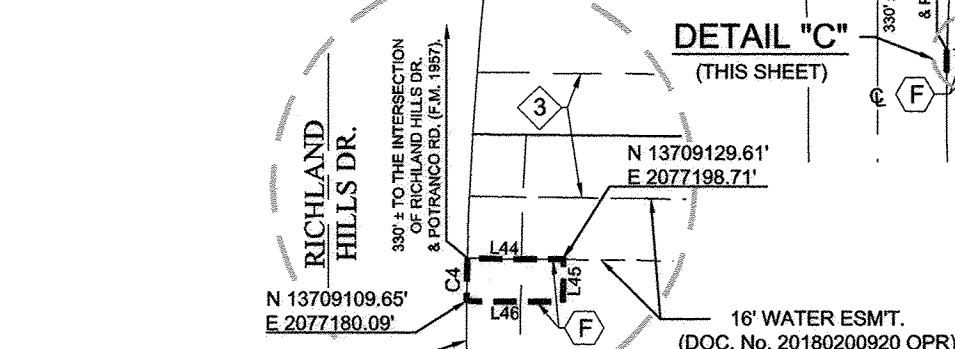 DETAIL "C"
(THIS SHEET)
330'
& P
℄
F
RICHLAND
HILLS DR.
330' ± TO THE INTERSECTION
OF RICHLAND HILLS DR.
& POTRANCO RD. (F.M. 1957).
3
N 13709129.61'
E 2077198.71'
L44
C4
L45
L46
N 13709109.65'
E 2077180.09'
F
16' WATER ESM'T.
(DOC. No. 20180200920 OPR)